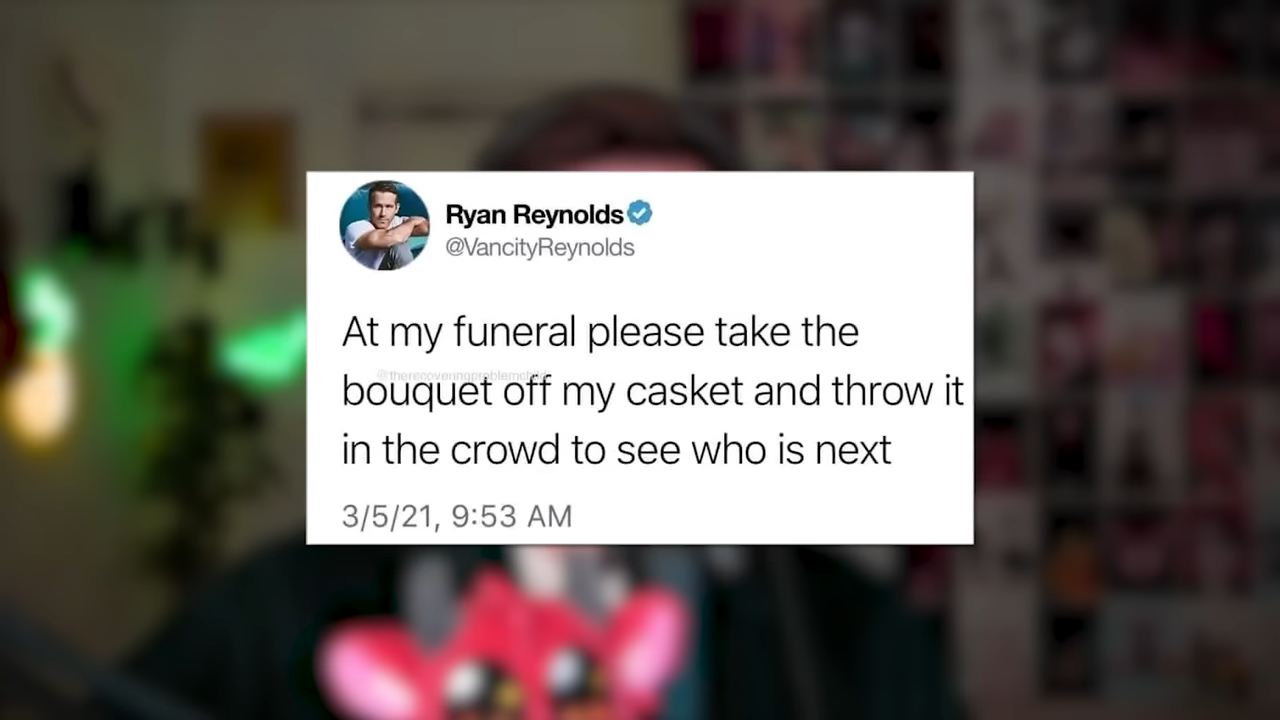 Ryan Reynolds
@VancityReynolds
At my funeral please take the
@therecoveringproblemchild
bouquet off my casket and throw it
in the crowd to see who is next
3/5/21, 9:53 AM